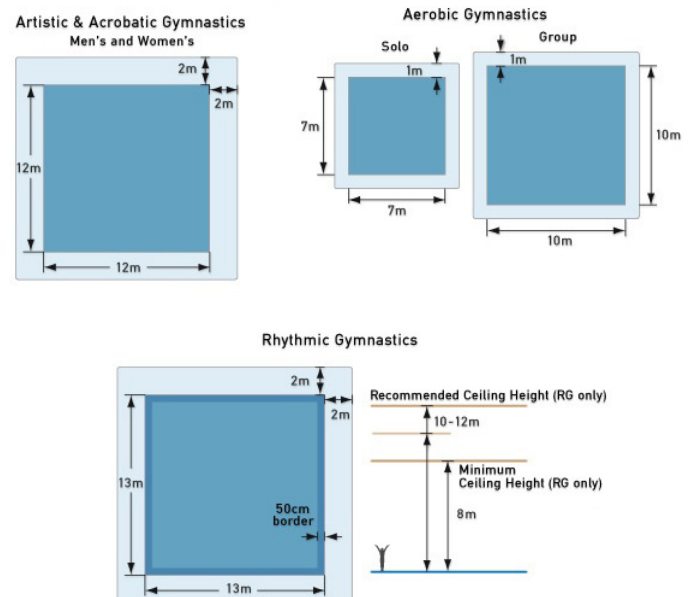 Artistic & Acrobatic Gymnastics
Men's and Women's
2m
2m
12m
12m
Aerobic Gymnastics
Solo
1m
7m
7m
Group
1m
10m
10m
Rhythmic Gymnastics
2m
2m
13m
50cm
border
13m
Recommended Ceiling Height (RG only)
10-12m
Minimum
Ceiling Height (RG only)
8m